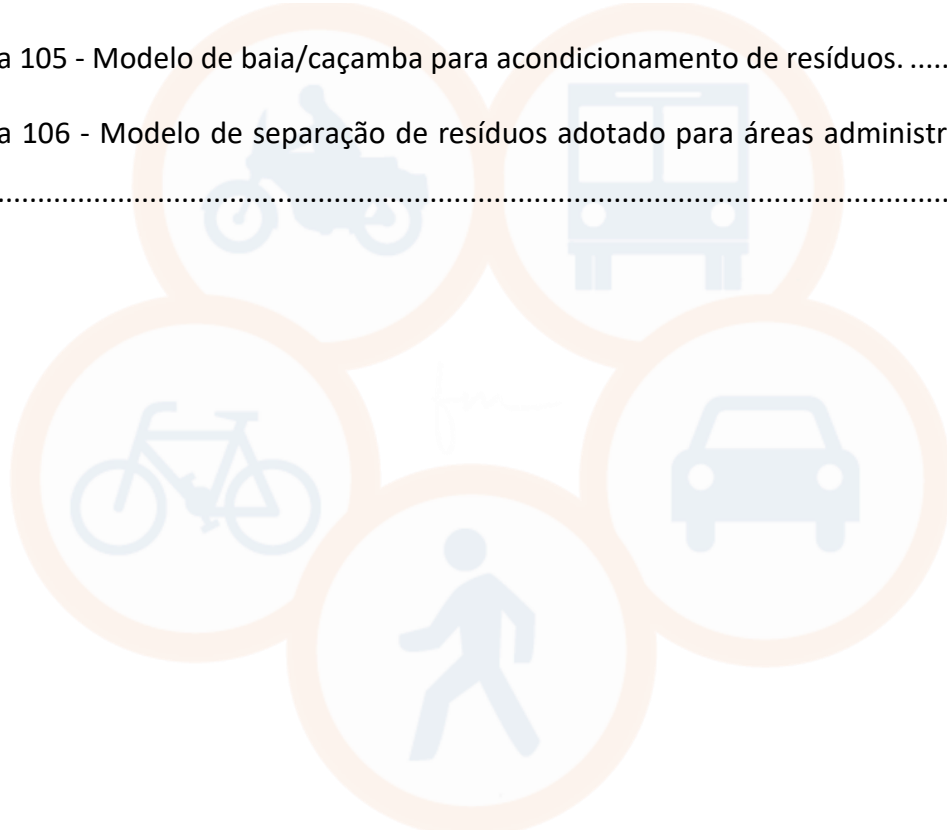 a 105 - Modelo de baia/caçamba para acondicionamento de resíduos. ......
a 106 - Modelo de separação de resíduos adotado para áreas administr
................................................................................................................